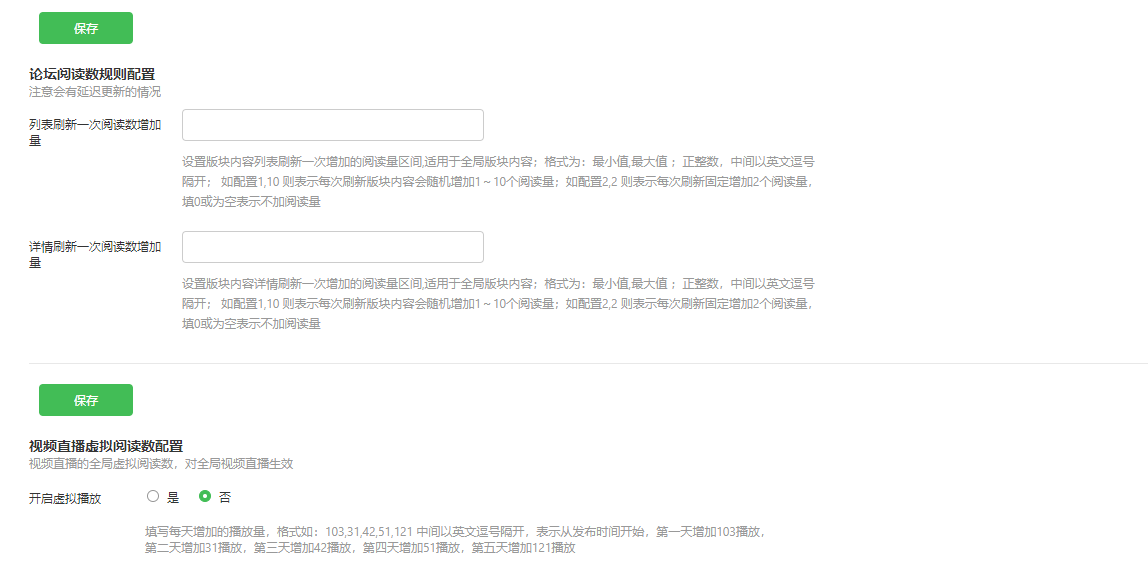 保存
论坛阅读数规则配置
注意会有延迟更新的情况
列表刷新一次阅读数增加
量
设置版块内容列表刷新一次增加的阅读量区间,适用于全局版块内容；格式为：最小值,最大值 ；正整数，中间以英文逗号
隔开； 如配置1,10 则表示每次刷新版块内容会随机增加1～10个阅读量；如配置2,2 则表示每次刷新固定增加2个阅读量，
填0或为空表示不加阅读量
详情刷新一次阅读数增加
量
设置版块内容详情刷新一次增加的阅读量区间,适用于全局版块内容；格式为：最小值,最大值 ；正整数，中间以英文逗号
隔开； 如配置1,10 则表示每次刷新版块内容会随机增加1～10个阅读量；如配置2,2 则表示每次刷新固定增加2个阅读量，
填0或为空表示不加阅读量
保存
视频直播虚拟阅读数配置
视频直播的全局虚拟阅读数，对全局视频直播生效
开启虚拟播放 是 否
填写每天增加的播放量，格式如：103,31,42,51,121 中间以英文逗号隔开，表示从发布时间开始，第一天增加103播放，
第二天增加31播放，第三天增加42播放，第四天增加51播放，第五天增加121播放